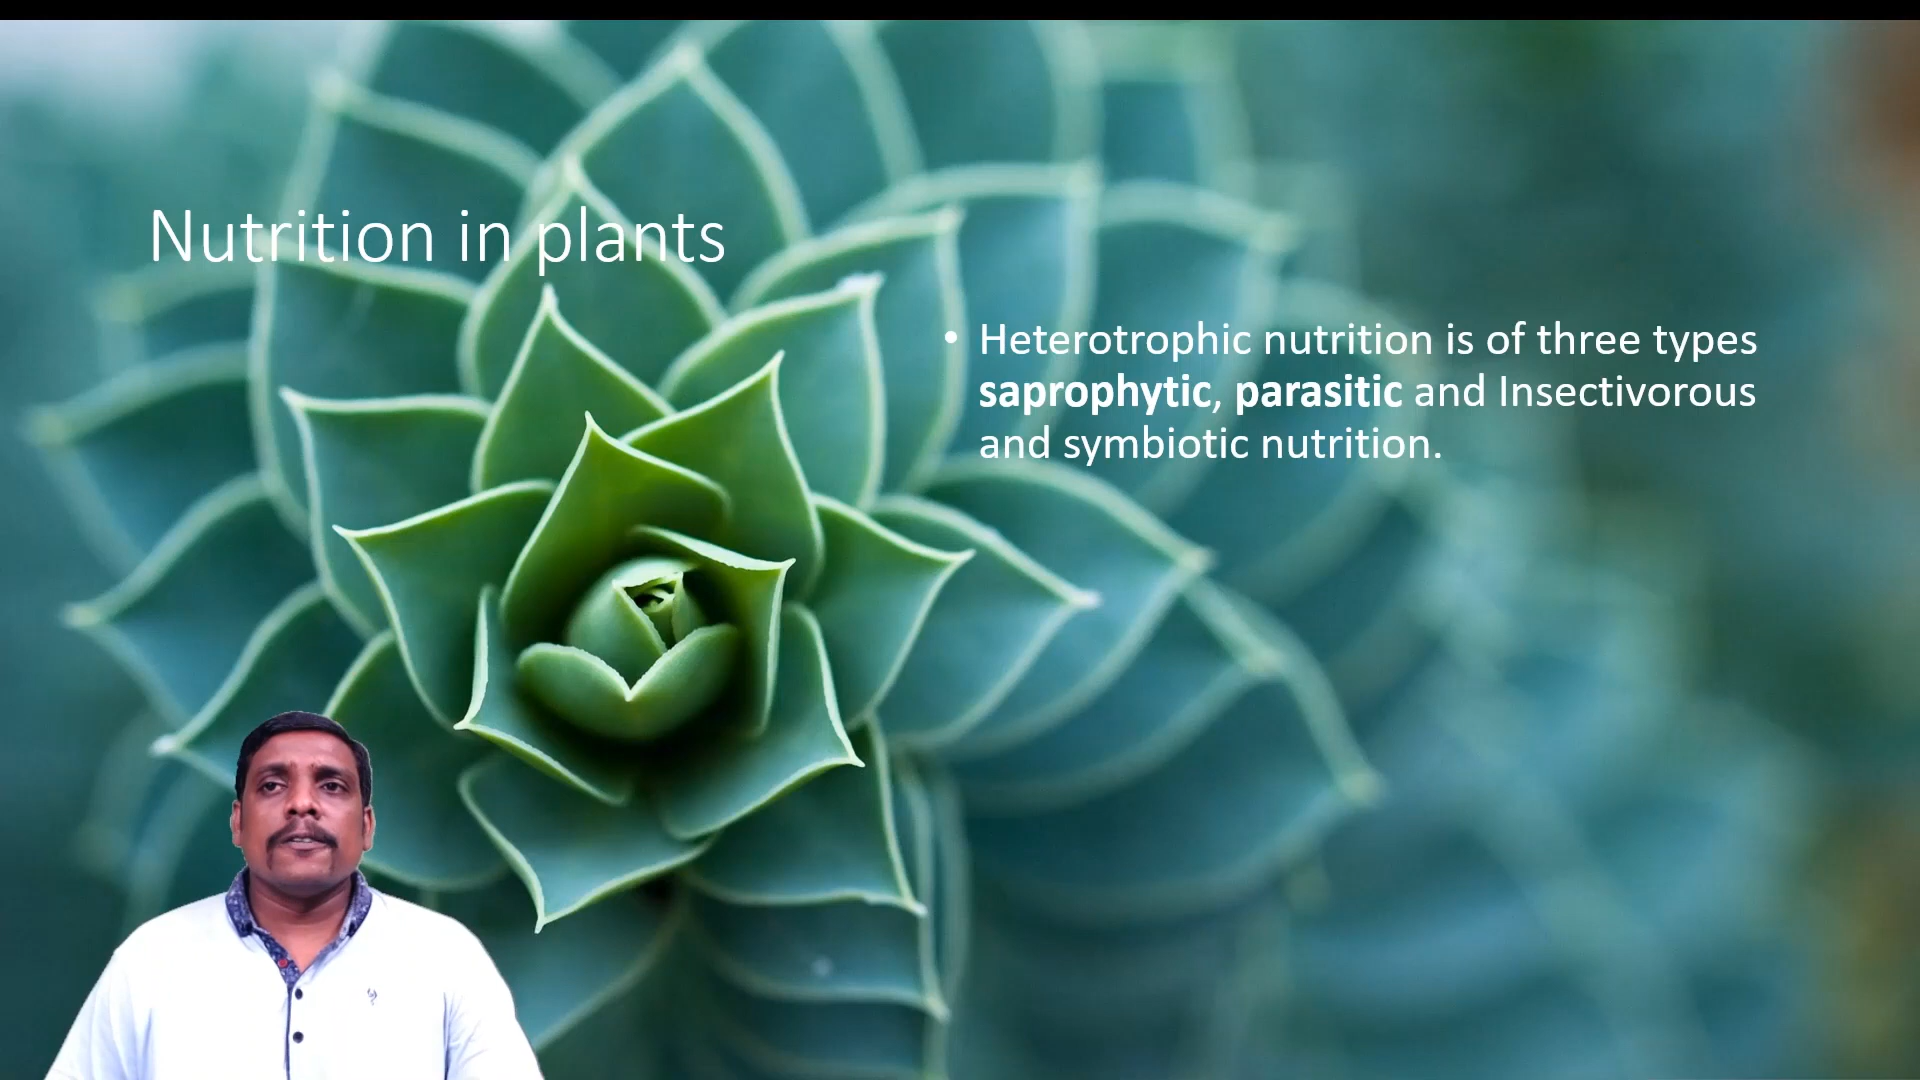 Nutrition in plants
• Heterotrophic nutrition is of three types
saprophytic, parasitic and Insectivorous
and symbiotic nutrition.